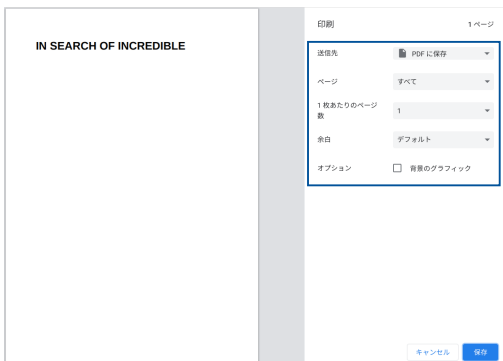 IN SEARCH OF INCREDIBLE
印刷 1 ページ
送信先 PDF に保存
ページ すべて
1 枚あたりのページ
数 1
余白 デフォルト
オプション 背景のグラフィック
キャンセル 保存